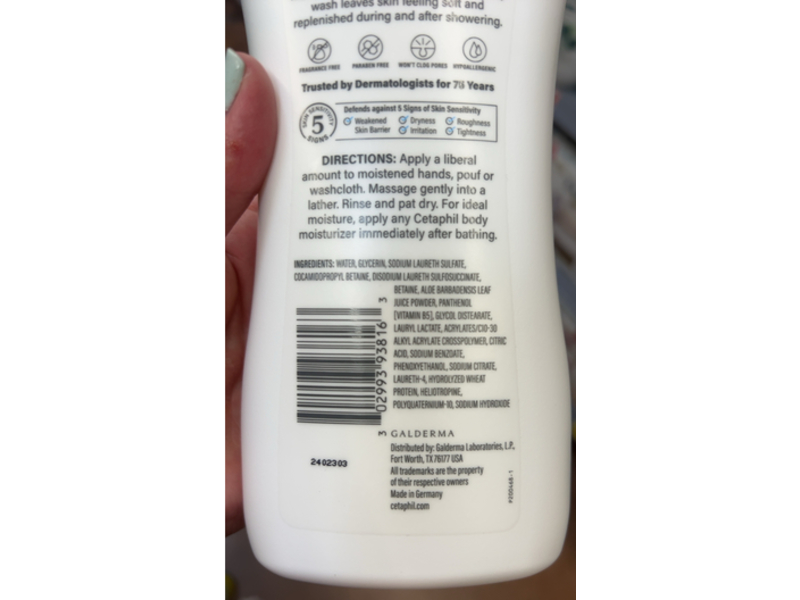 wash leaves skin feeling soft and
replenished during and after showering.
FRAGRANCE FREE
PARABEN FREE
WON'T CLOG PORES
HYPOALLERGENIC
Trusted by Dermatologists for 75 Years
SKIN SENSITIVITY
5
SIGNS
Defends against 5 Signs of Skin Sensitivity
Weakened Skin Barrier
Dryness
Irritation
Roughness
Tightness
DIRECTIONS: Apply a liberal
amount to moistened hands, pouf or
washcloth. Massage gently into a
lather. Rinse and pat dry. For ideal
moisture, apply any Cetaphil body
moisturizer immediately after bathing.
INGREDIENTS: WATER, GLYCERIN, SODIUM LAURETH SULFATE,
COCAMIDOPROPYL BETAINE, DISODIUM LAURETH SULFOSUCCINATE,
BETAINE, ALOE BARBADENSIS LEAF
JUICE POWDER, PANTHENOL
[VITAMIN B5], GLYCOL DISTEARATE,
LAURYL LACTATE, ACRYLATES/C10-30
ALKYL ACRYLATE CROSSPOLYMER, CITRIC
ACID, SODIUM BENZOATE,
PHENOXYETHANOL, SODIUM CITRATE,
LAURETH-4, HYDROLYZED WHEAT
PROTEIN, HELIOTROPINE,
POLYQUATERNIUM-10, SODIUM HYDROXIDE
3 02993 93816 3
GALDERMA
Distributed by: Galderma Laboratories, L.P.,
Fort Worth, TX 76177 USA
All trademarks are the property
of their respective owners
Made in Germany
cetaphil.com
2402303
P200468-1